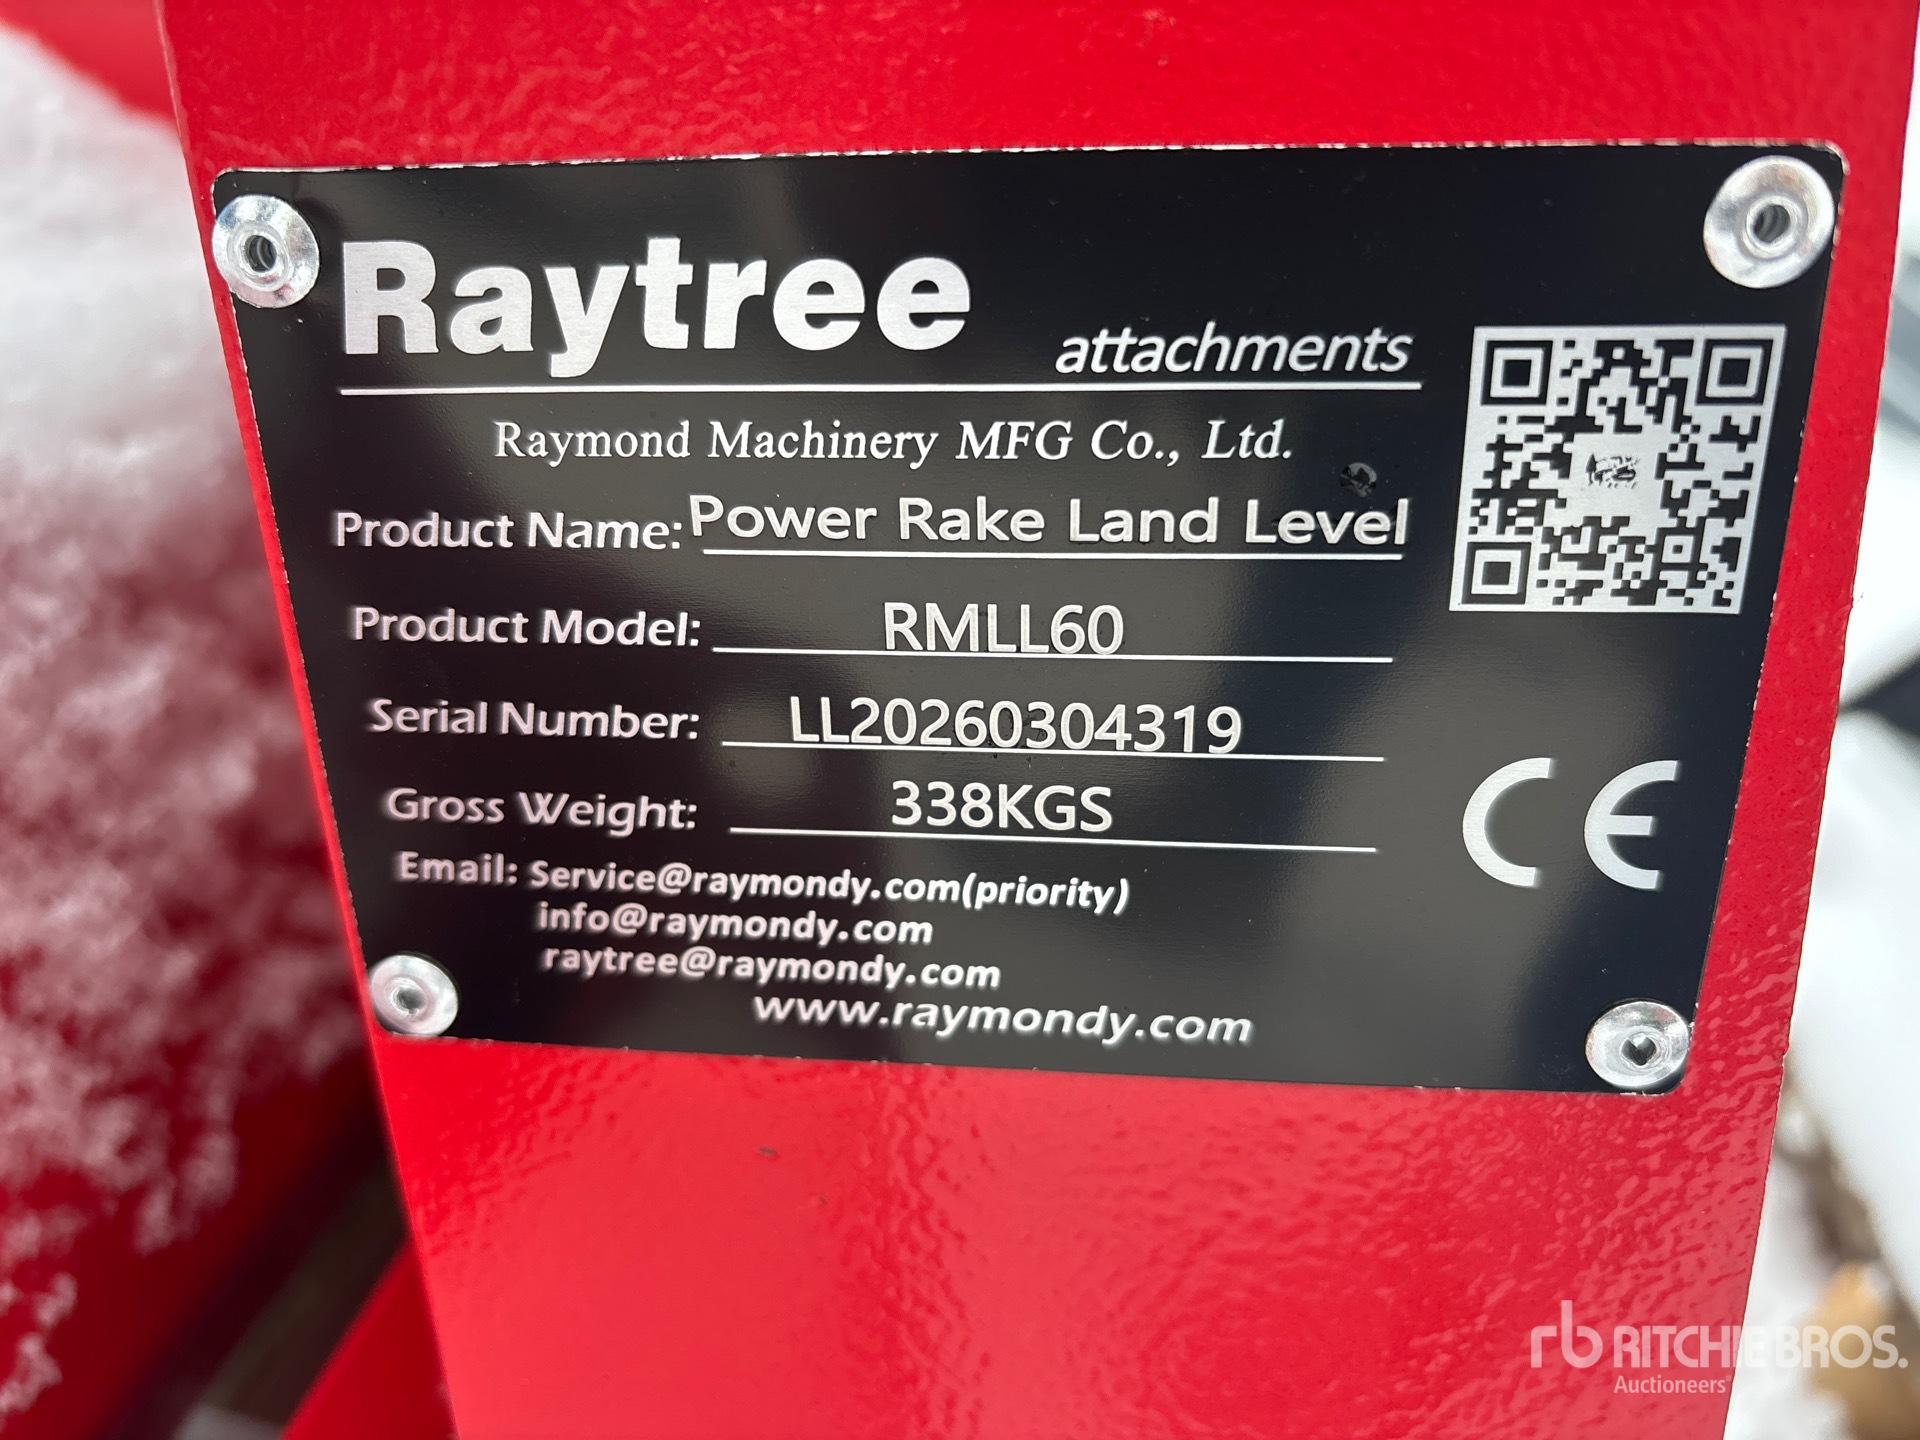 Raytree
attachments
Raymond Machinery MFG Co., Ltd.
Product Name: Power Rake Land Level
Product Model: RMLL60
Serial Number: LL20260304319
Gross Weight: 338KGS
Email: Service@raymondy.com(priority)
info@raymondy.com
raytree@raymondy.com
www.raymondy.com
CE
rb RITCHIE BROS.
Auctioneers